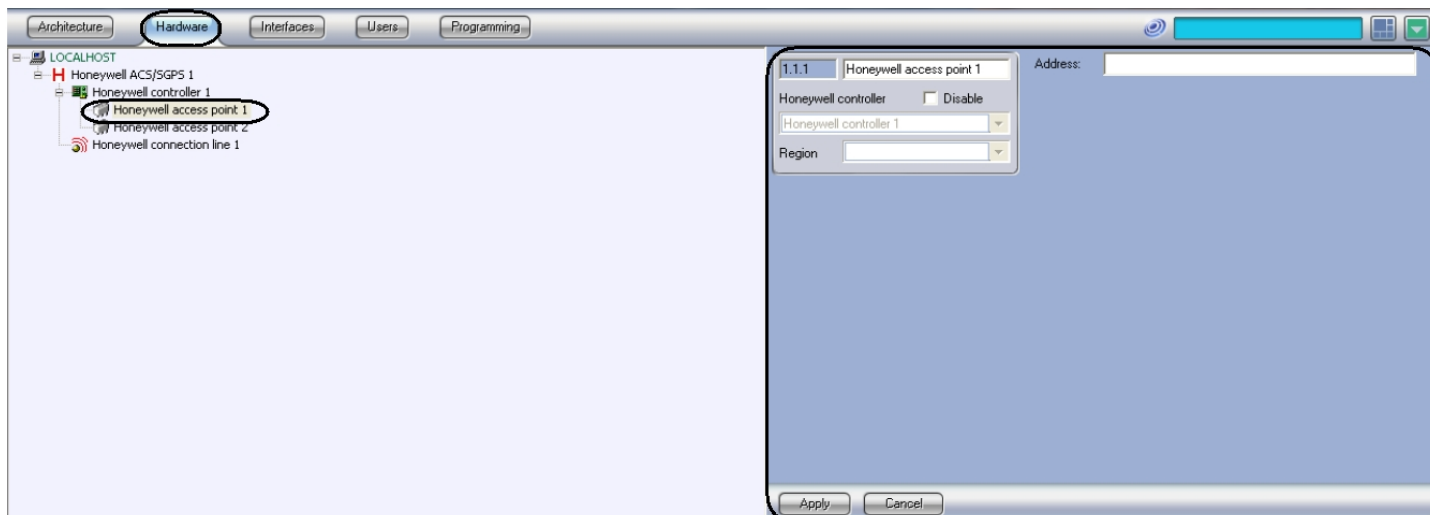 Architecture Hardware Interfaces Users Programming
LOCALHOST
Honeywell ACS/SGPS 1
Honeywell controller 1
Honeywell access point 1
Honeywell access point 2
Honeywell connection line 1
1.1.1 Honeywell access point 1
Address:
Honeywell controller Disable
Honeywell controller 1
Region
Apply Cancel